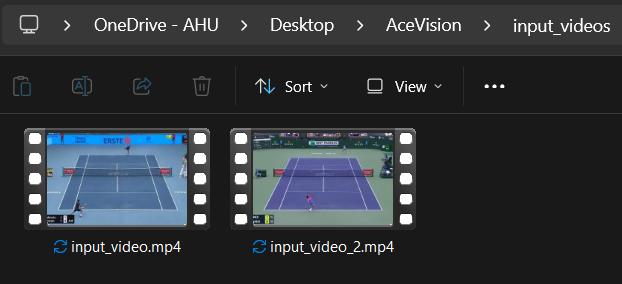 OneDrive - AHU > Desktop > AceVision > input_videos
Sort View
ERSTE
input_video.mp4 input_video_2.mp4